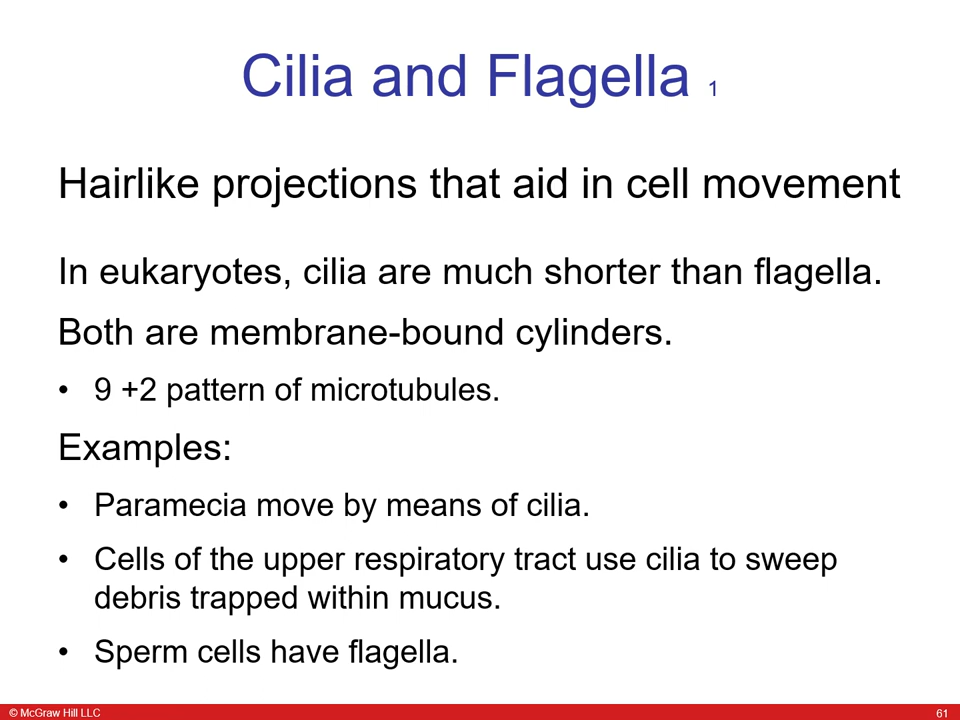 Cilia and Flagella 1
Hairlike projections that aid in cell movement
In eukaryotes, cilia are much shorter than flagella.
Both are membrane-bound cylinders.
• 9 +2 pattern of microtubules.
Examples:
• Paramecia move by means of cilia.
• Cells of the upper respiratory tract use cilia to sweep
debris trapped within mucus.
• Sperm cells have flagella.
© McGraw Hill LLC
61